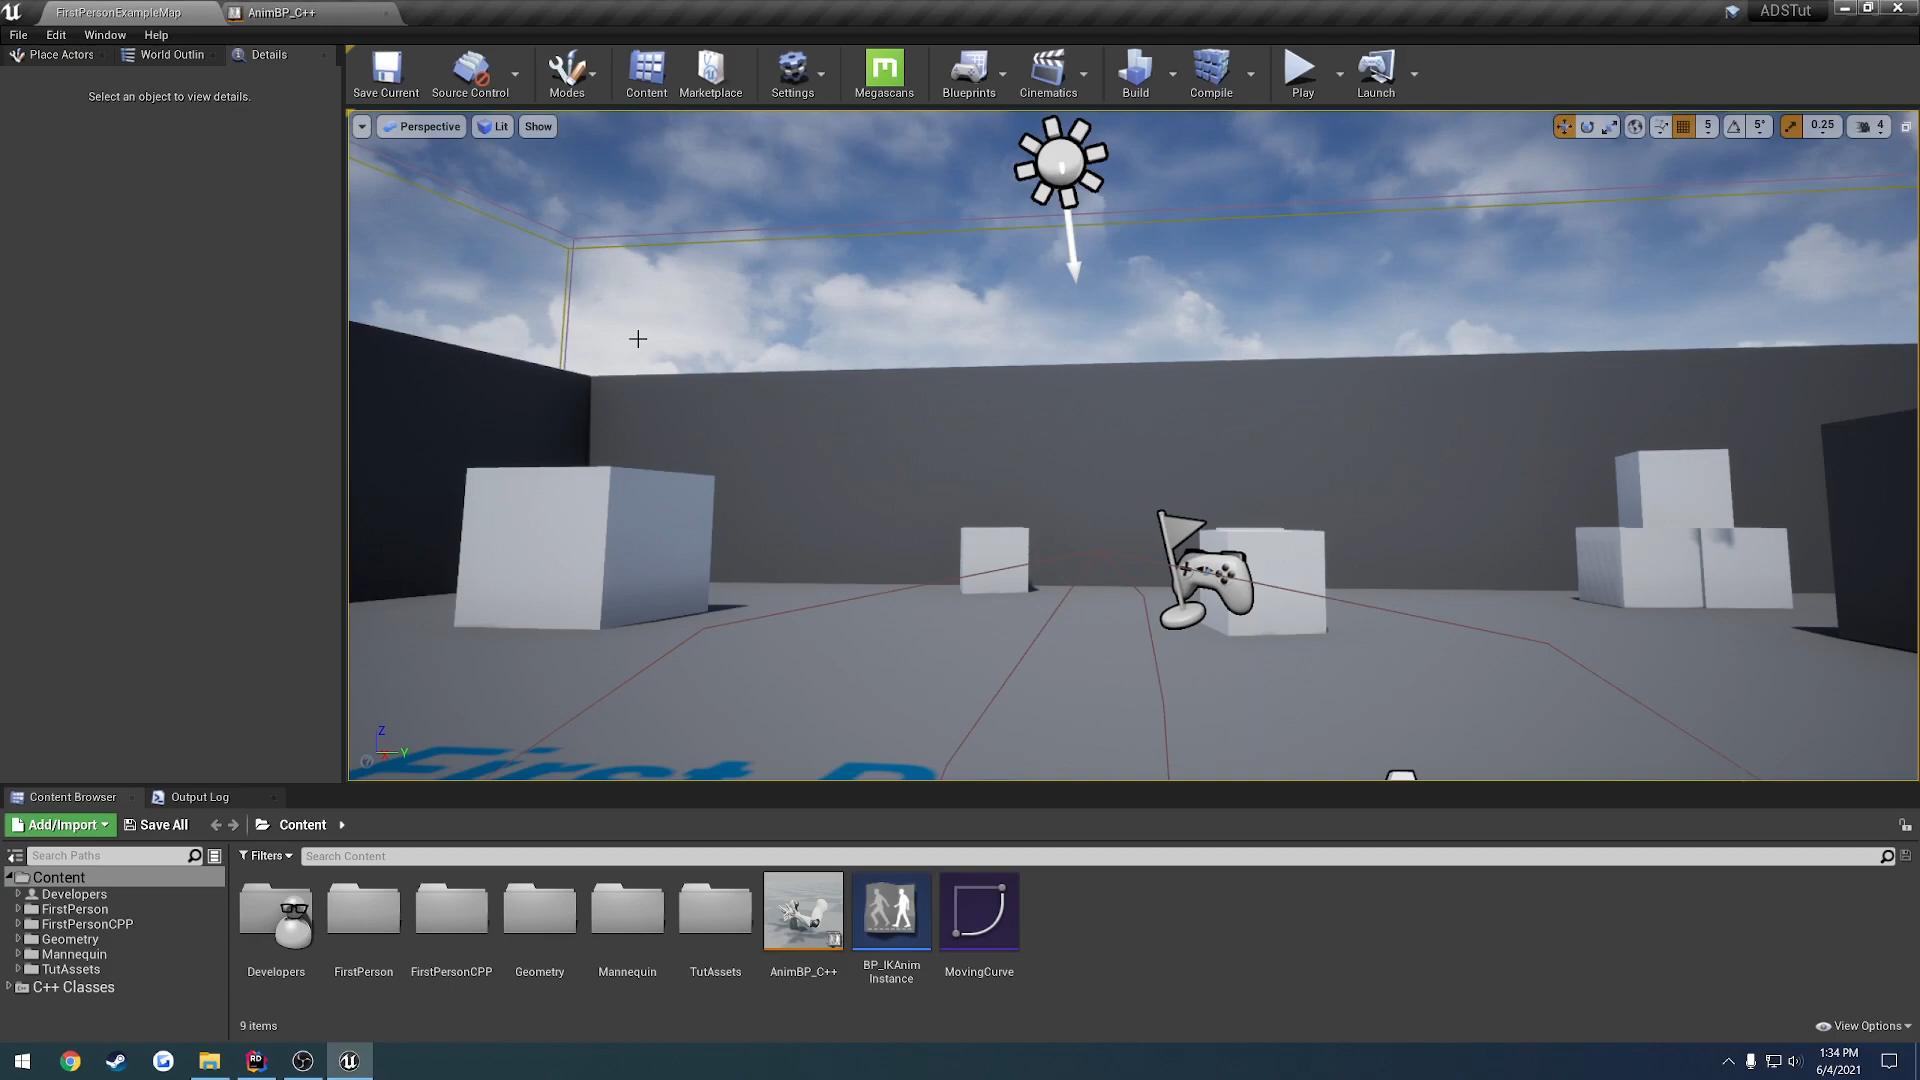 FirstPersonExampleMap
AnimBP_C++
ADSTut
File
Edit
Window
Help
Place Actors
World Outlin
Details
Select an object to view details.
Save Current
Source Control
Modes
Content
Marketplace
Settings
Megascans
Blueprints
Cinematics
Build
Compile
Play
Launch
Perspective
Lit
Show
5
5°
0.25
4
Z
Y
Content Browser
Output Log
Add/Import
Save All
Content
Search Paths
Filters
Search Content
Content
Developers
FirstPerson
FirstPersonCPP
Geometry
Mannequin
TutAssets
C++ Classes
Developers
FirstPerson
FirstPersonCPP
Geometry
Mannequin
TutAssets
AnimBP_C++
BP_IKAnim
Instance
MovingCurve
9 items
View Options
1:34 PM
6/4/2021